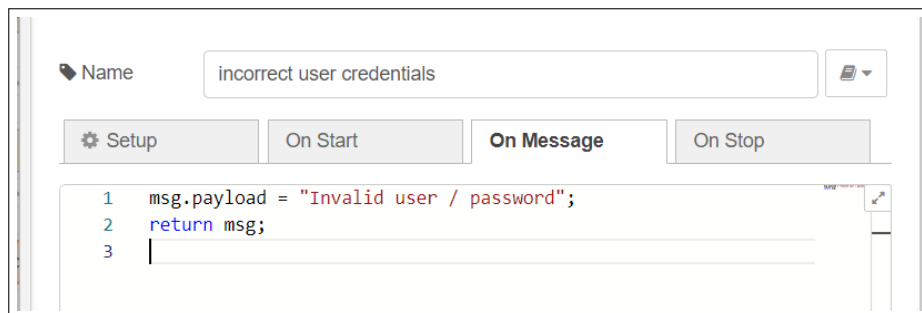 Name
incorrect user credentials
Setup
On Start
On Message
On Stop
1 msg.payload = "Invalid user / password";
2 return msg;
3